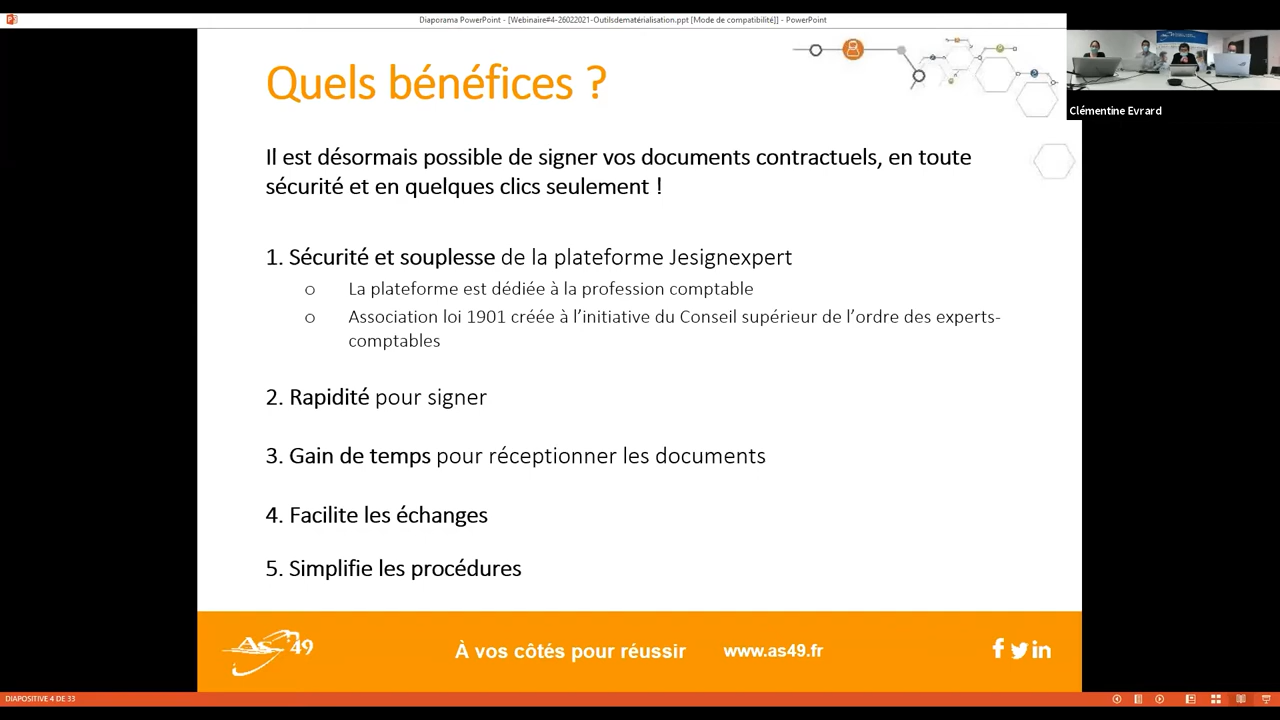 Diaporama PowerPoint - [Webinaire#4-26022021-Outilsdematérialisation.ppt [Mode de compatibilité]] - PowerPoint
Clémentine Evrard
Quels bénéfices ?
Il est désormais possible de signer vos documents contractuels, en toute
sécurité et en quelques clics seulement !
1. Sécurité et souplesse de la plateforme Jesignexpert
o La plateforme est dédiée à la profession comptable
o Association loi 1901 créée à l’initiative du Conseil supérieur de l’ordre des experts-
comptables
2. Rapidité pour signer
3. Gain de temps pour réceptionner les documents
4. Facilite les échanges
5. Simplifie les procédures
As 49
À vos côtés pour réussir
www.as49.fr
DIAPOSITIVE 4 DE 33